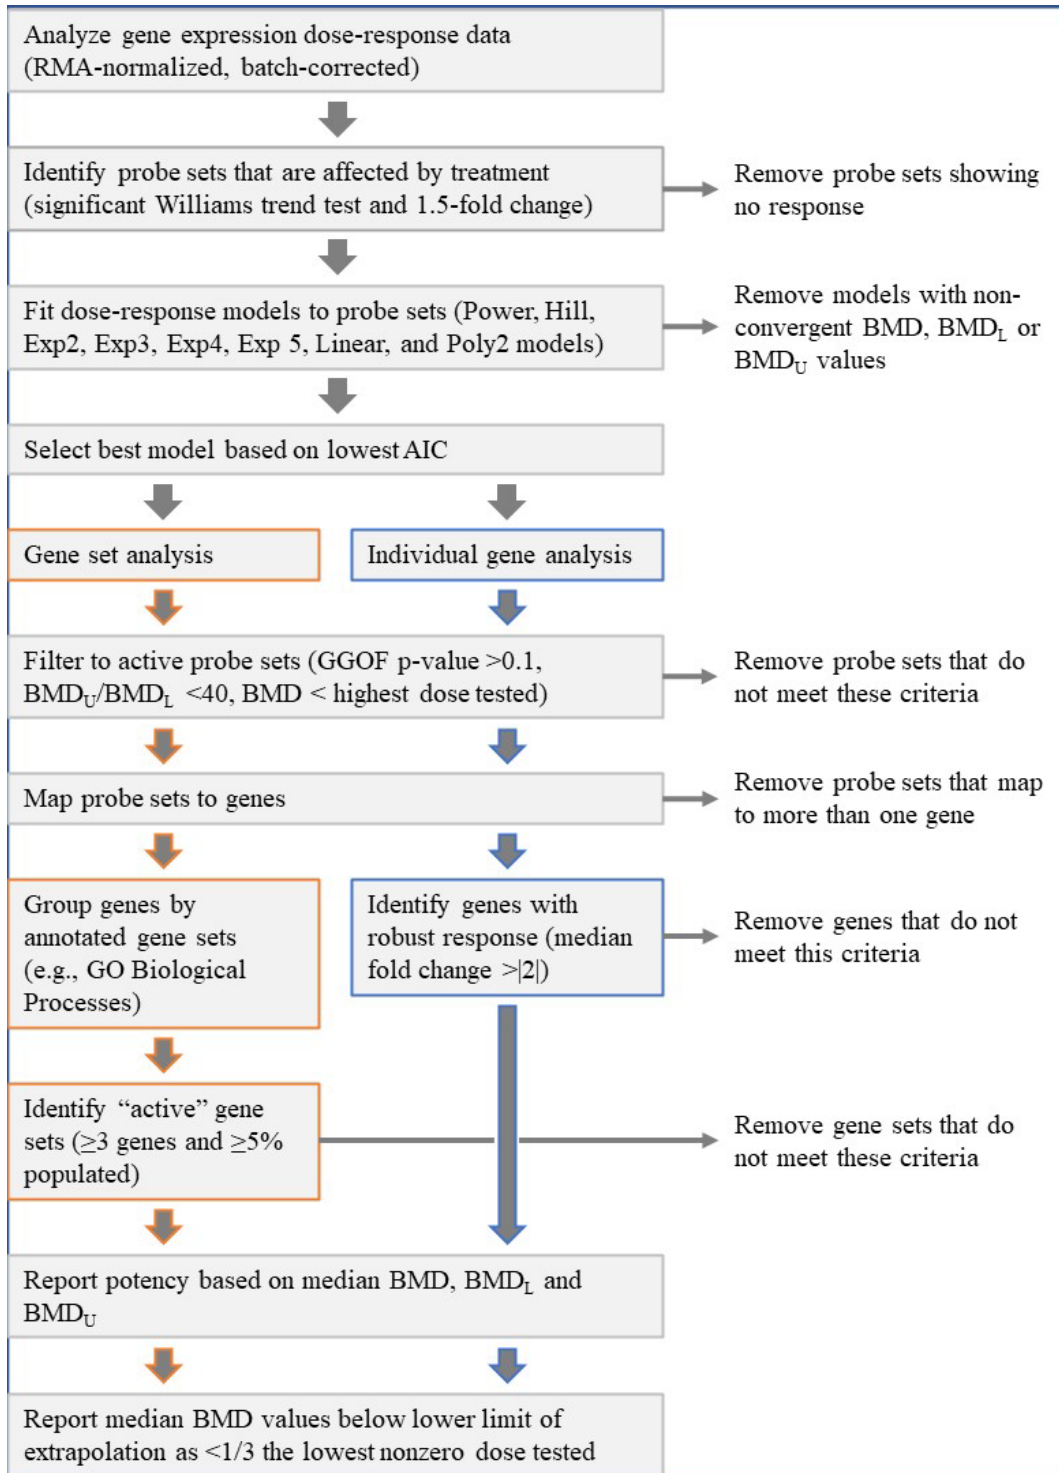 Analyze gene expression dose-response data
(RMA-normalized, batch-corrected)
Identify probe sets that are affected by treatment
(significant Williams trend test and 1.5-fold change)
Remove probe sets showing
no response
Fit dose-response models to probe sets (Power, Hill,
Exp2, Exp3, Exp4, Exp 5, Linear, and Poly2 models)
Remove models with non-
convergent BMD, BMDL or
BMDU values
Select best model based on lowest AIC
Gene set analysis
Individual gene analysis
Filter to active probe sets (GGOF p-value >0.1,
BMDU/BMDL <40, BMD < highest dose tested)
Remove probe sets that do
not meet these criteria
Map probe sets to genes
Remove probe sets that map
to more than one gene
Group genes by
annotated gene sets
(e.g., GO Biological
Processes)
Identify genes with
robust response (median
fold change >|2|)
Remove genes that do not
meet this criteria
Identify “active” gene
sets (≥3 genes and ≥5%
populated)
Remove gene sets that do
not meet these criteria
Report potency based on median BMD, BMDL and
BMDU
Report median BMD values below lower limit of
extrapolation as <1/3 the lowest nonzero dose tested